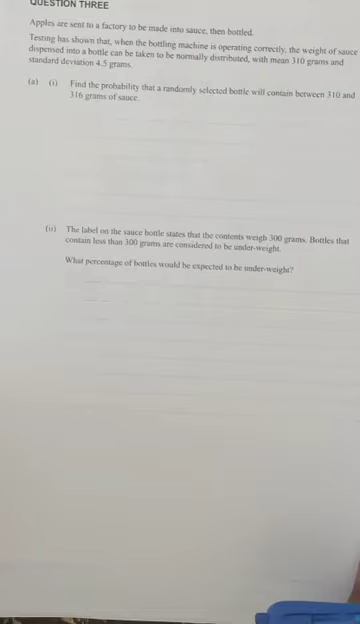 QUESTION THREE
Apples are sent to a factory to be made into sauce, then bottled.
Testing has shown that, when the bottling machine is operating correctly, the weight of sauce
dispensed into a bottle can be taken to be normally distributed, with mean 310 grams and
standard deviation 4.5 grams.
(a) (i) Find the probability that a randomly selected bottle will contain between 310 and
316 grams of sauce.
(ii) The label on the sauce bottle states that the contents weigh 300 grams. Bottles that
contain less than 300 grams are considered to be under-weight.
What percentage of bottles would be expected to be under-weight?